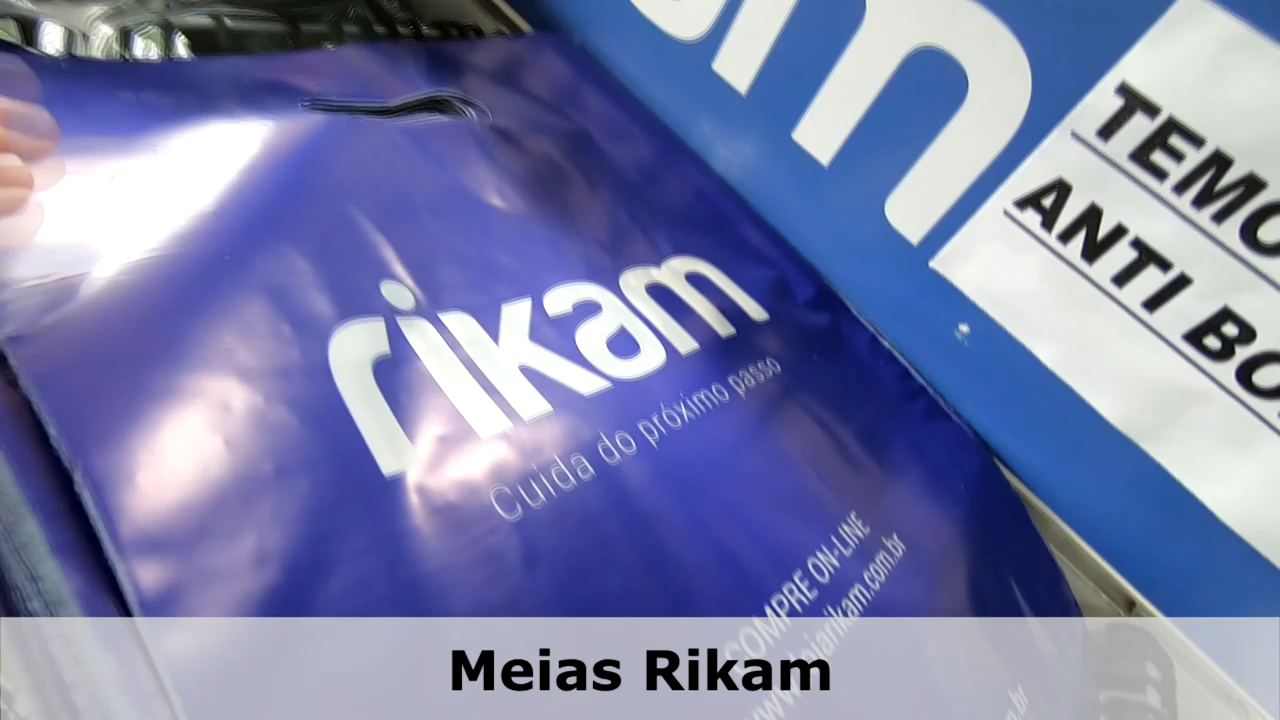 rikam
Cuida do próximo passo
COMPRE ON-LINE
TEMO
ANTI BO
Meias Rikam